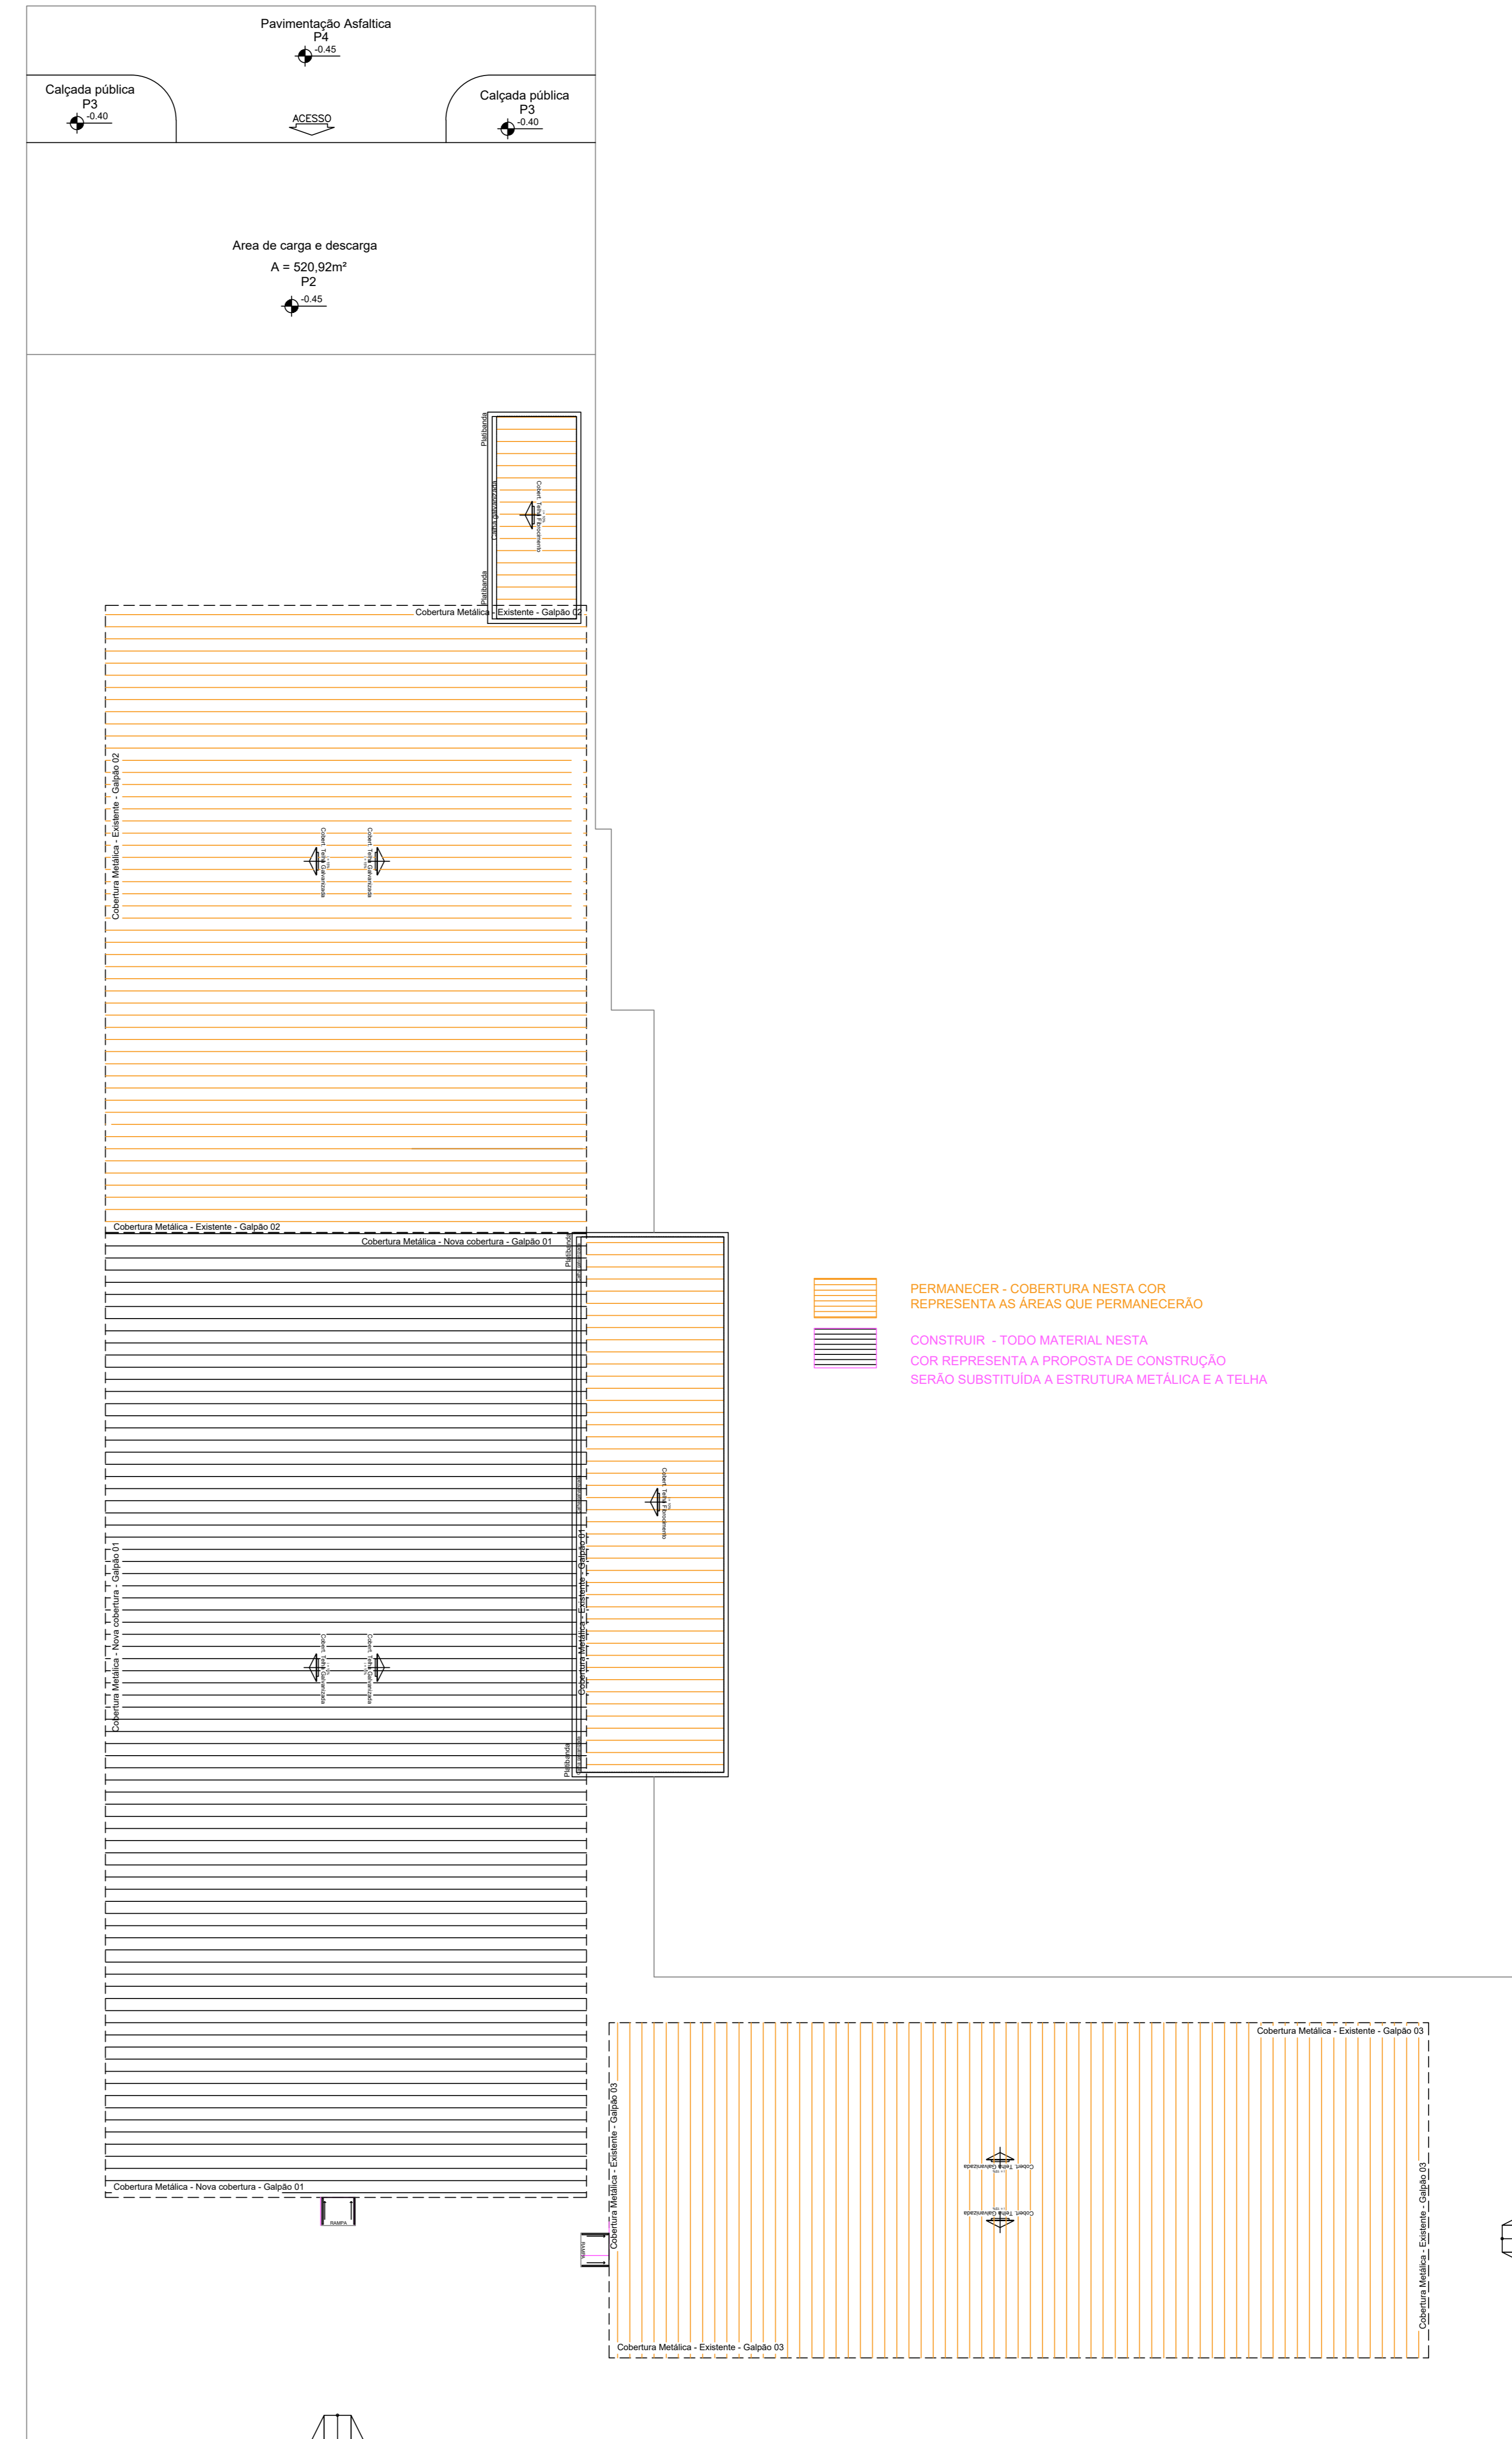 Pavimentação Asfaltica
P4
-0.45
Calçada pública
P3
-0.40
ACESSO
Calçada pública
P3
-0.40
Area de carga e descarga
A = 520,92m²
P2
-0.45
Platibanda
Calha galvanizada
Cobert. Telha Fibrocimento
Platibanda
Cobertura Metálica - Existente - Galpão 02
Cobertura Metálica - Existente - Galpão 02
Cobert. Telha Galvanizada
Cobert. Telha Galvanizada
Cobertura Metálica - Existente - Galpão 02
Cobertura Metálica - Nova cobertura - Galpão 01
Platibanda
PERMANECER - COBERTURA NESTA COR
REPRESENTA AS ÁREAS QUE PERMANECERÃO
CONSTRUIR - TODO MATERIAL NESTA
COR REPRESENTA A PROPOSTA DE CONSTRUÇÃO
SERÃO SUBSTITUÍDA A ESTRUTURA METÁLICA E A TELHA
Cobert. Telha Fibrocimento
Cobertura Metálica - Existente - Galpão 01
Cobertura Metálica - Nova cobertura - Galpão 01
Cobert. Telha Galvanizada
Cobert. Telha Galvanizada
Platibanda
Cobertura Metálica - Nova cobertura - Galpão 01
RAMPA
Cobertura Metálica - Existente - Galpão 03
Cobertura Metálica - Existente - Galpão 03
Cobert. Telha Galvanizada
Cobert. Telha Galvanizada
RAMPA
Cobertura Metálica - Existente - Galpão 03
Cobertura Metálica - Existente - Galpão 03